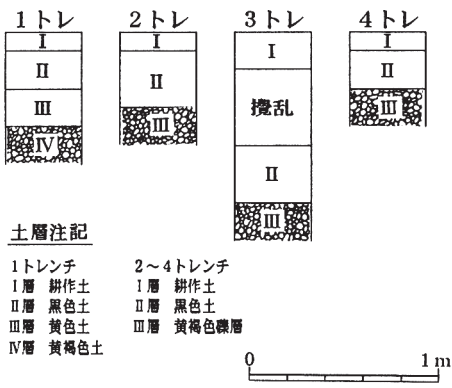 1トレ 2トレ 3トレ 4トレ
I I I I
II II 攪乱 II
III III II III
IV III
土層注記
1トレンチ
I層 耕作土
II層 黒色土
III層 黄色土
IV層 黄褐色土
2〜4トレンチ
I層 耕作土
II層 黒色土
III層 黄褐色礫層
0 1m